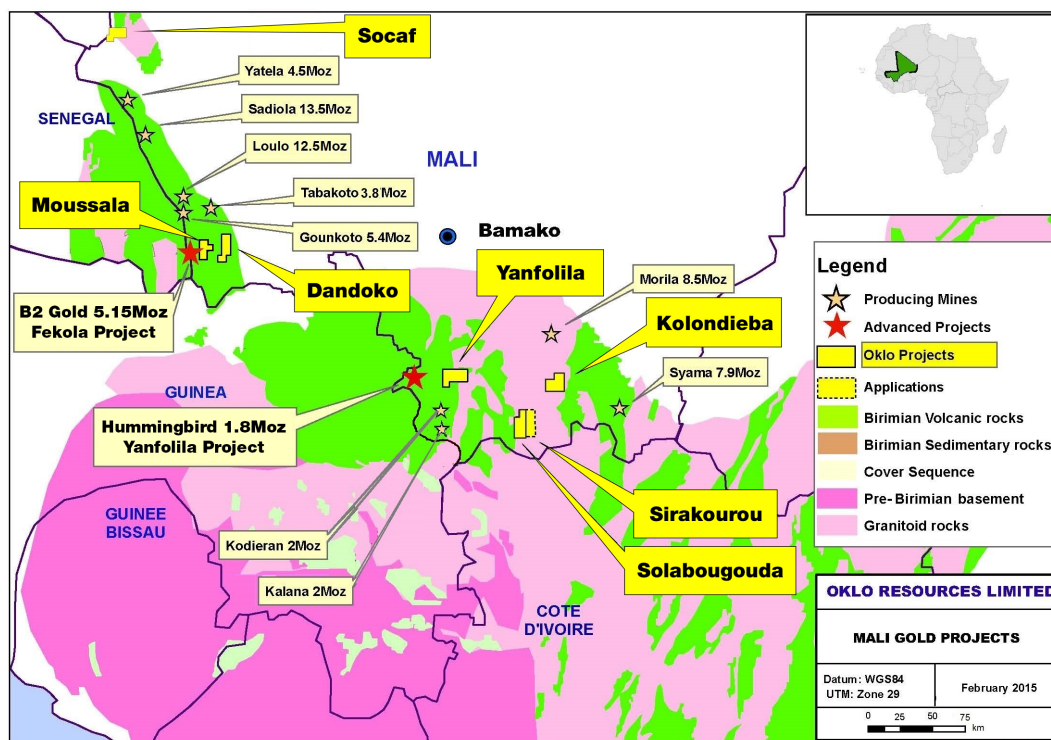 Socaf
Yatela 4.5Moz
SENEGAL
Sadiola 13.5Moz
Loulo 12.5Moz
MALI
Tabakoto 3.8Moz
Moussala
Gounkoto 5.4Moz
Bamako
Dandoko
Yanfolila
Morila 8.5Moz
B2 Gold 5.15Moz
Fekola Project
Kolondieba
Syama 7.9Moz
GUINEA
Hummingbird 1.8Moz
Yanfolila Project
GUINEE
BISSAU
Sirakourou
Kodieran 2Moz
Solabougouda
Kalana 2Moz
COTE
D'IVOIRE
Legend
Producing Mines
Advanced Projects
Oklo Projects
Applications
Birimian Volcanic rocks
Birimian Sedimentary rocks
Cover Sequence
Pre-Birimian basement
Granitoid rocks
OKLO RESOURCES LIMITED
MALI GOLD PROJECTS
Datum: WGS84
UTM: Zone 29
February 2015
0 25 50 75
km